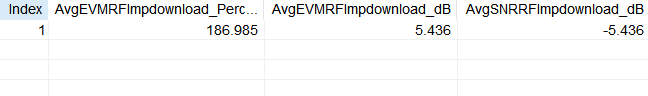 Index AvgEVMRFImpdownload_Perc... AvgEVMRFImpdownload_dB AvgSNRRFImpdownload_dB
1 186.985 5.436 -5.436